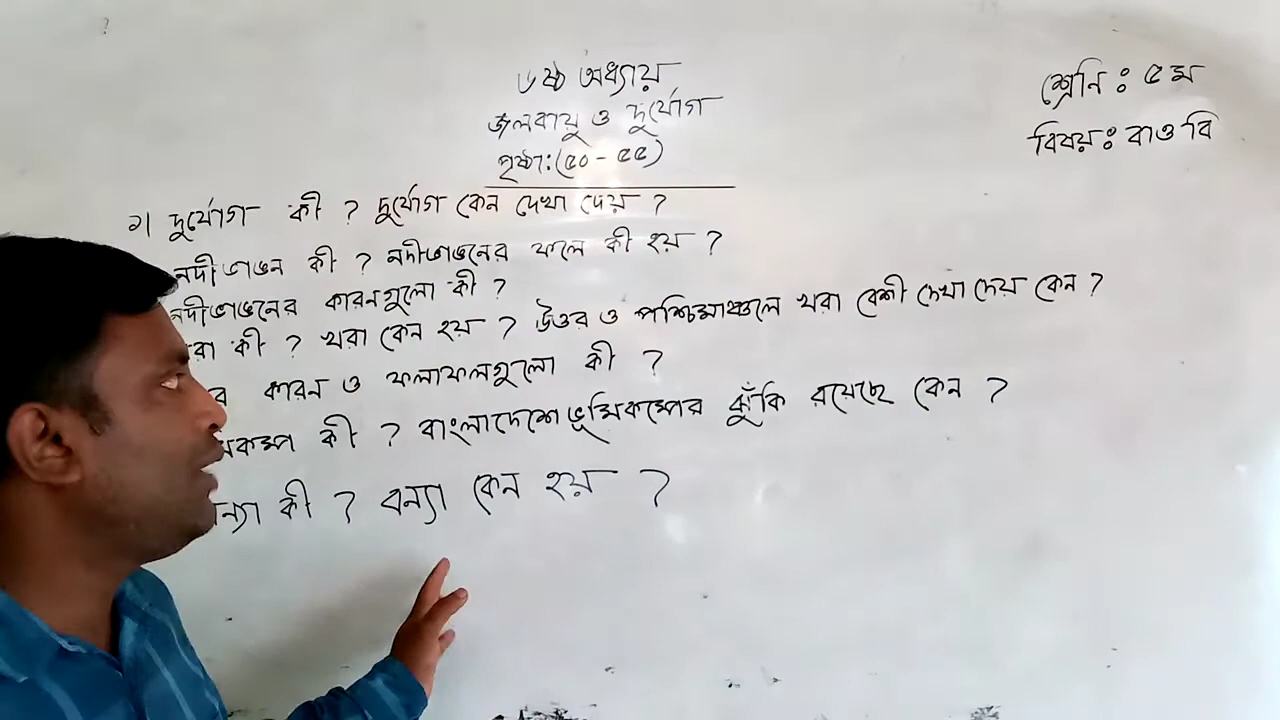 ৬ষ্ঠ অধ্যায়
জলবায়ু ও দুর্যোগ
পৃষ্ঠা:(৫০-৫৫)
শ্রেনি : ৫ম
বিষয়ঃ বাওবি
১। দুর্যোগ কী ? দুর্যোগ কেন দেখা দেয় ?
নদীভাঙন কী ? নদীভাঙনের ফলে কী হয় ?
নদীভাঙনের কারনগুলো কী ?
রা কী ? খরা কেন হয় ? উত্তর ও পশ্চিমাঞ্চলে খরা বেশী দেখা দেয় কেন ?
র কারন ও ফলাফলগুলো কী ?
মিকম্প কী ? বাংলাদেশে ভূমিকম্পের ঝুঁকি রয়েছে কেন ?
ন্যা কী ? বন্যা কেন হয় ?